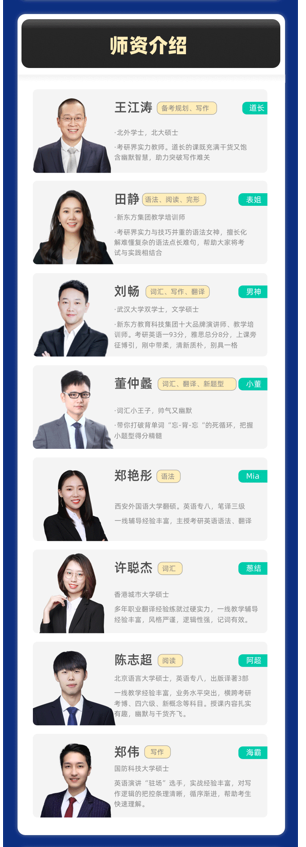 师资介绍
王江涛 备考规划、写作 道长
·北外学士，北大硕士
·考研界实力教师。道长的课既充满干货又饱
含幽默智慧，助力突破写作难关
田静 语法、阅读、完形 表姐
·新东方集团教学培训师
·考研界实力与技巧并重的语法女神，擅长化
解难懂复杂的语法点长难句，帮助大家将考
试与实践相结合
刘畅 词汇、写作、翻译 男神
·武汉大学双学士，文学硕士
·新东方教育科技集团十大品牌演讲师、教学培
训师。考研英语一93分，雅思总分8分，上课旁
征博引，刚中带柔，清新质朴，别具一格
董仲蠡 词汇、翻译、新题型 小董
·词汇小王子，帅气又幽默
·带你打破背单词“忘-背-忘”的死循环，把握
小题型得分精髓
郑艳彤 语法 Mia
西安外国语大学翻硕。英语专八，笔译三级
一线辅导经验丰富，主授考研英语语法、翻译
许聪杰 词汇 葱结
香港城市大学硕士
多年职业翻译经验练就过硬实力，一线教学辅导
经验丰富，风格严谨，逻辑性强，记词有效。
陈志超 阅读 阿超
北京语言大学硕士，英语专八，出版译著3部
一线教学经验丰富，业务水平突出，横跨考研
考博、四六级、新概念等科目。授课内容扎实
有趣，幽默与干货齐飞。
郑伟 写作 海霸
国防科技大学硕士
英语演讲“驻场”选手，实战经验丰富，对写
作逻辑的把控条理清晰，循序渐进，帮助考生
快速理解。